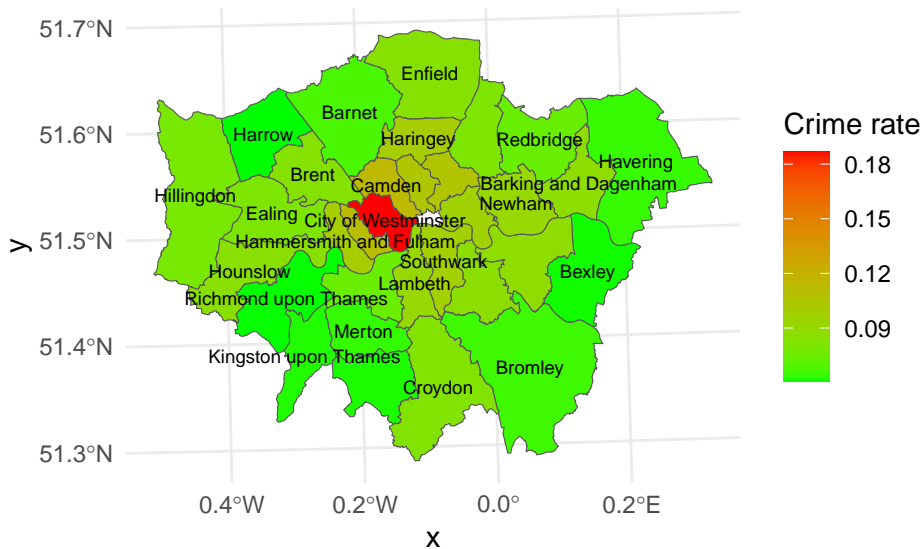 51.7°N
51.6°N
51.5°N
51.4°N
51.3°N
y
Enfield
Barnet
Harrow
Haringey
Redbridge
Havering
Brent
Camden
Barking and Dagenham
Hillingdon
Newham
Ealing
City of Westminster
Hammersmith and Fulham
Southwark
Hounslow
Bexley
Lambeth
Richmond upon Thames
Merton
Kingston upon Thames
Bromley
Croydon
0.4°W
0.2°W
0.0°
0.2°E
x
Crime rate
0.18
0.15
0.12
0.09